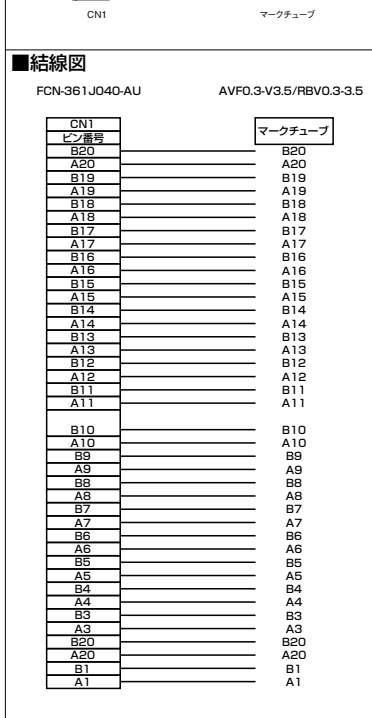 CN1 マークチューブ
■結線図
FCN-361J040-AU AVF0.3-V3.5/RBV0.3-3.5
CN1
ピン番号 マークチューブ
B20 B20
A20 A20
B19 B19
A19 A19
B18 B18
A18 A18
B17 B17
A17 A17
B16 B16
A16 A16
B15 B15
A15 A15
B14 B14
A14 A14
B13 B13
A13 A13
B12 B12
A12 A12
B11 B11
A11 A11
B10 B10
A10 A10
B9 B9
A9 A9
B8 B8
A8 A8
B7 B7
A7 A7
B6 B6
A6 A6
B5 B5
A5 A5
B4 B4
A4 A4
B3 B3
A3 A3
B20 B20
A20 A20
B1 B1
A1 A1